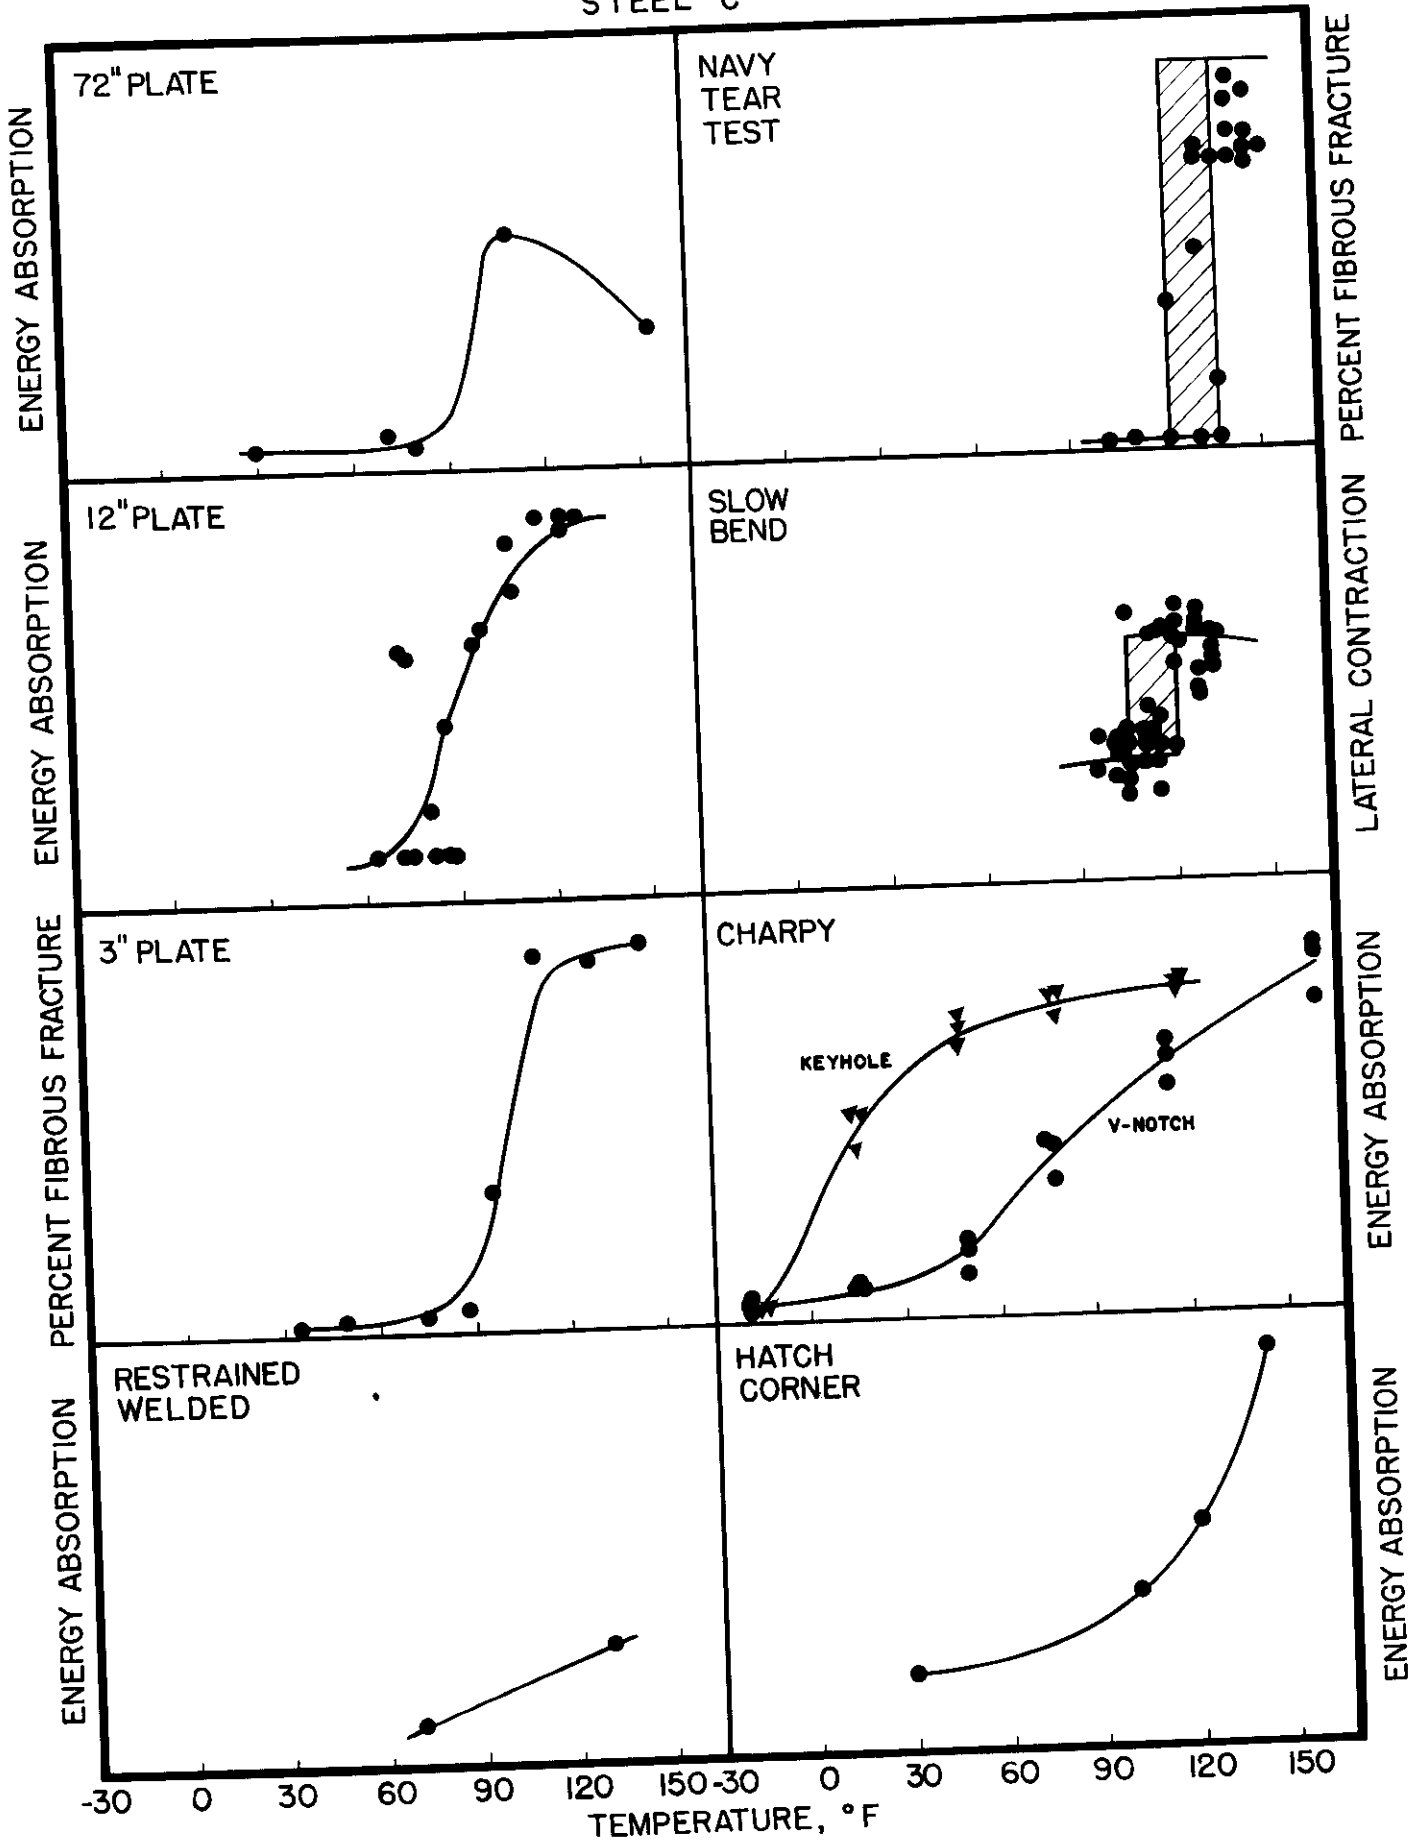 STEEL C
72" PLATE
ENERGY ABSORPTION
NAVY
TEAR
TEST
PERCENT FIBROUS FRACTURE
12" PLATE
ENERGY ABSORPTION
SLOW
BEND
LATERAL CONTRACTION
3" PLATE
PERCENT FIBROUS FRACTURE
CHARPY
KEYHOLE
V-NOTCH
ENERGY ABSORPTION
RESTRAINED
WELDED
ENERGY ABSORPTION
HATCH
CORNER
ENERGY ABSORPTION
-30 0 30 60 90 120 150 -30 0 30 60 90 120 150
TEMPERATURE, °F